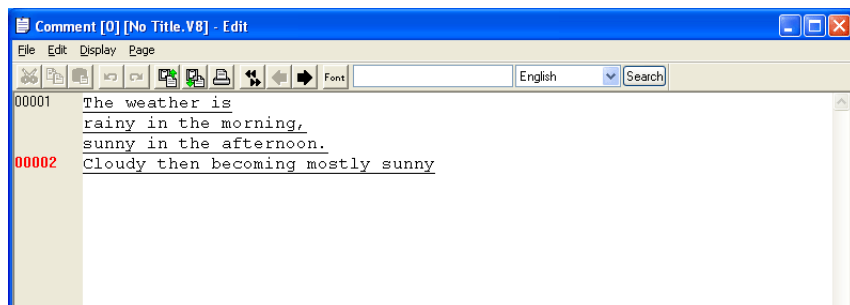 Comment [0] [No Title.V8] - Edit
File Edit Display Page
Font English Search
00001 The weather is
rainy in the morning,
sunny in the afternoon.
00002 Cloudy then becoming mostly sunny